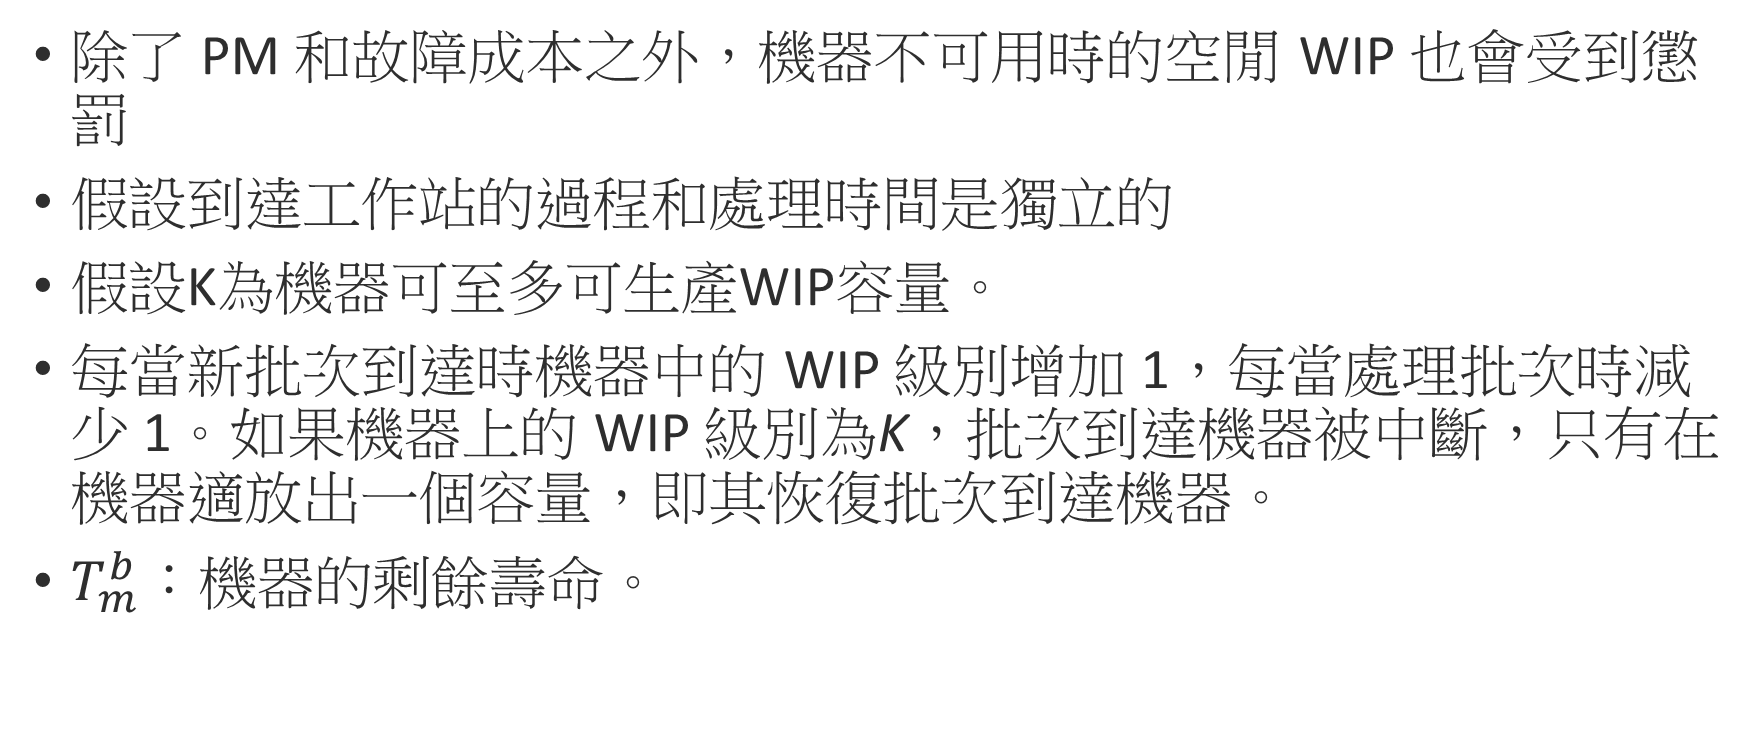 • 除了 PM 和故障成本之外，機器不可用時的空閒 WIP 也會受到懲
罰
• 假設到達工作站的過程和處理時間是獨立的
• 假設K為機器可至多可生產WIP容量。
• 每當新批次到達時機器中的 WIP 級別增加 1，每當處理批次時減
少 1。如果機器上的 WIP 級別為K，批次到達機器被中斷，只有在
機器適放出一個容量，即其恢復批次到達機器。
• $T_m^b$：機器的剩餘壽命。